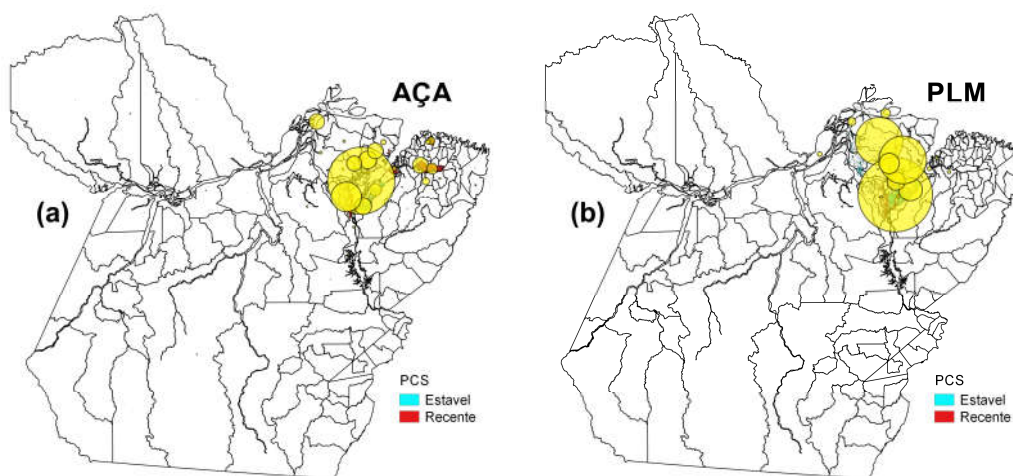 AÇA
(a)
PCS
Estavel
Recente
PLM
(b)
PCS
Estavel
Recente